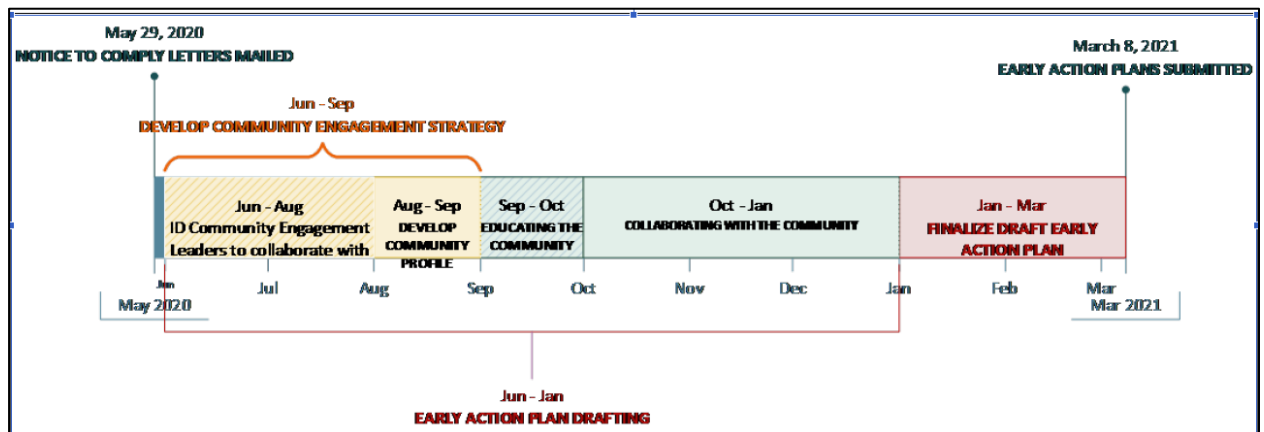 May 29, 2020
NOTICE TO COMPLY LETTERS MAILED
March 8, 2021
EARLY ACTION PLANS SUBMITTED
Jun - Sep
DEVELOP COMMUNITY ENGAGEMENT STRATEGY
Jun - Aug
ID Community Engagement
Leaders to collaborate with
Aug - Sep
DEVELOP
COMMUNITY
PROFILE
Sep - Oct
EDUCATING THE
COMMUNITY
Oct - Jan
COLLABORATING WITH THE COMMUNITY
Jan - Mar
FINALIZE DRAFT EARLY
ACTION PLAN
Jun
Jul
Aug
Sep
Oct
Nov
Dec
Jan
Feb
Mar
May 2020
Mar 2021
Jun - Jan
EARLY ACTION PLAN DRAFTING